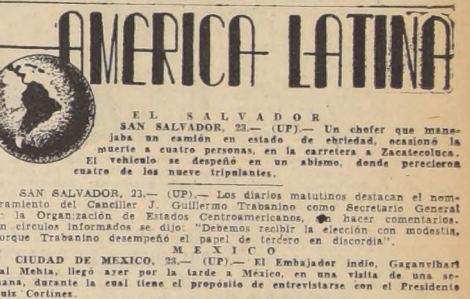 AMERICA LATINA
EL SALVADOR
SAN SALVADOR, 23.— (UP).— Un chofer que mane-
jaba un camión en estado de ebriedad, ocasionó la
muerte a cuatro personas, en la carretera a Zacatecoluca.
El vehículo se despeñó en un abismo, donde perecieron
cuatro de los nueve tripulantes.
SAN SALVADOR, 23.— (UP).— Los diarios matutinos destacan el nom-
ramiento del Canciller J. Guillermo Trabanino como Secretario General
la Organización de Estados Centroamericanos, sin hacer comentarios.
n círculos informados se dijo: "Debemos recibir la elección con modestia,
orque Trabanino desempeñó el papel de tercero en discordia".
MEXICO
CIUDAD DE MEXICO, 23.— (UP).— El Embajador indio, Gaganvihari
al Mehta, llegó ayer por la tarde a México, en una visita de una se-
mana, durante la cual tiene el propósito de entrevistarse con el Presidente
uiz Cortinez.